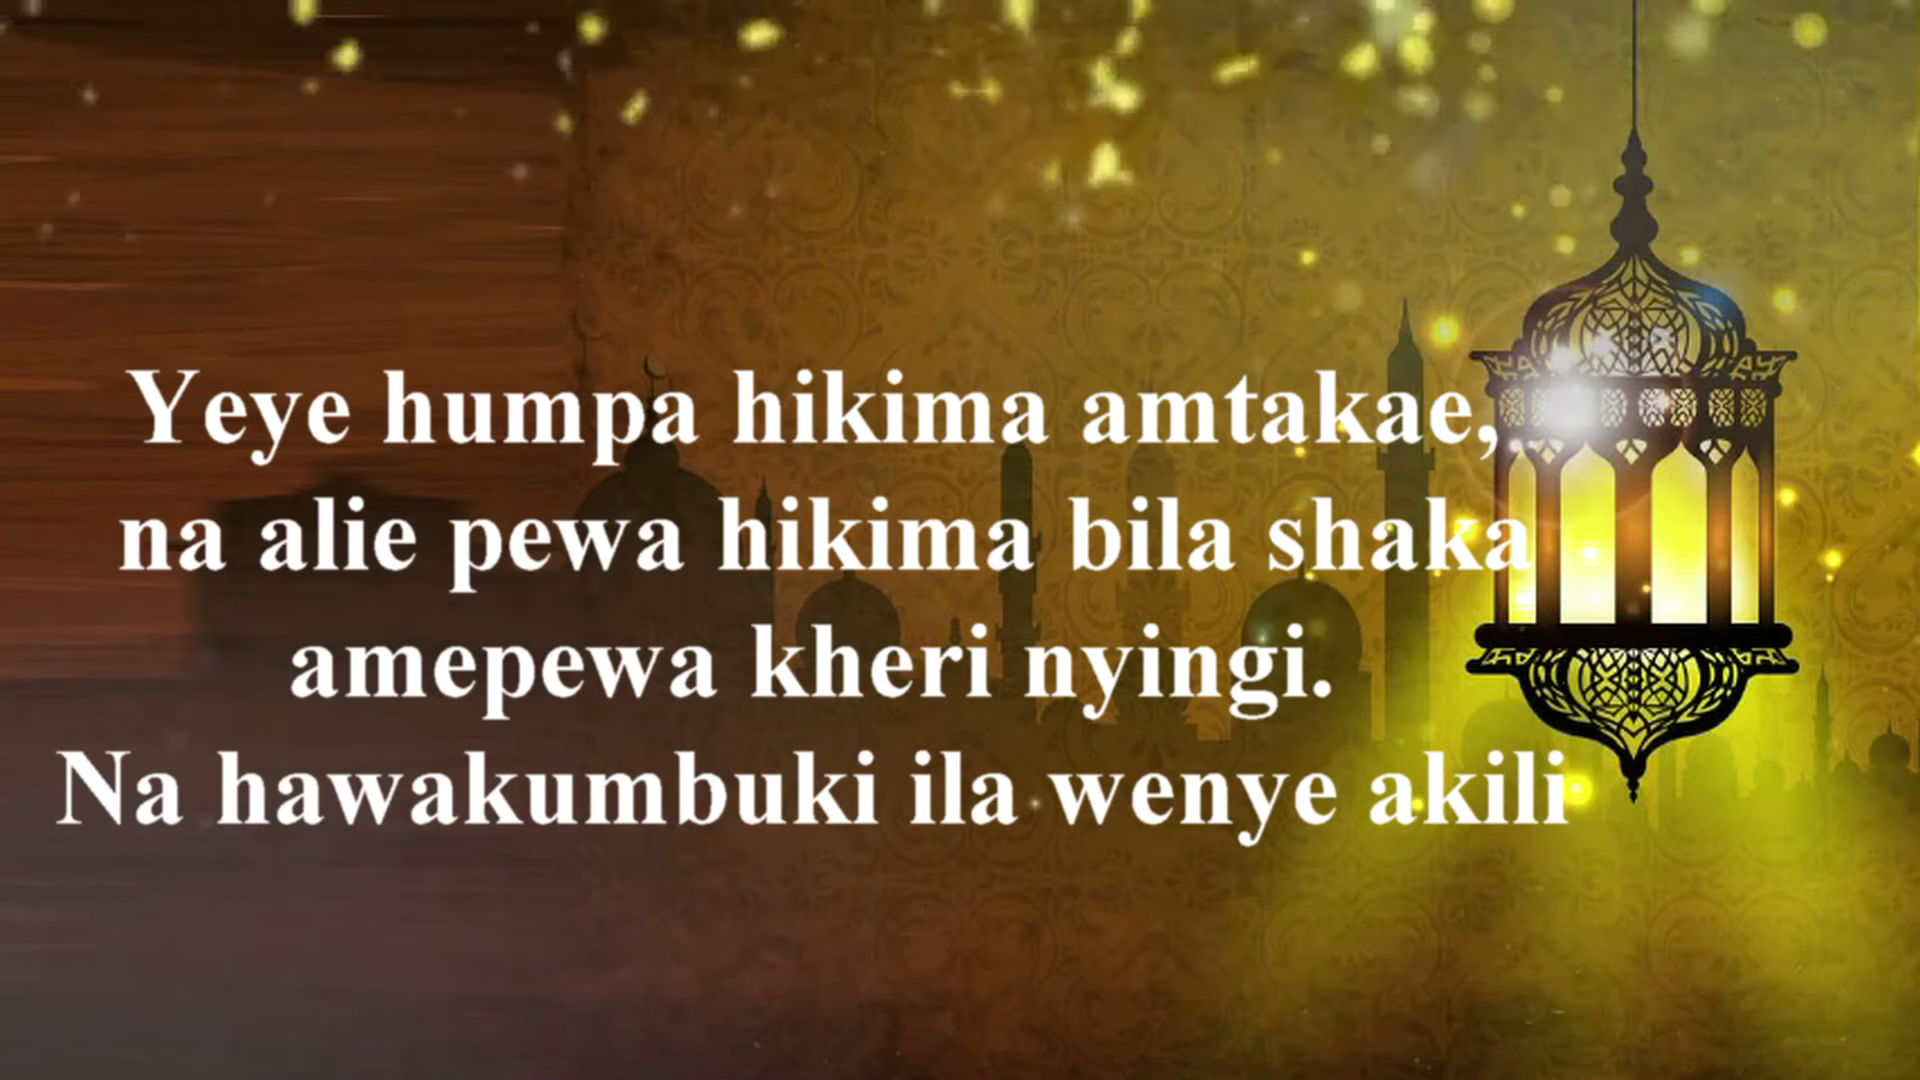 Yeye humpa hikima amtakae,
na alie pewa hikima bila shaka
amepewa kheri nyingi.
Na hawakumbuki ila wenye akili